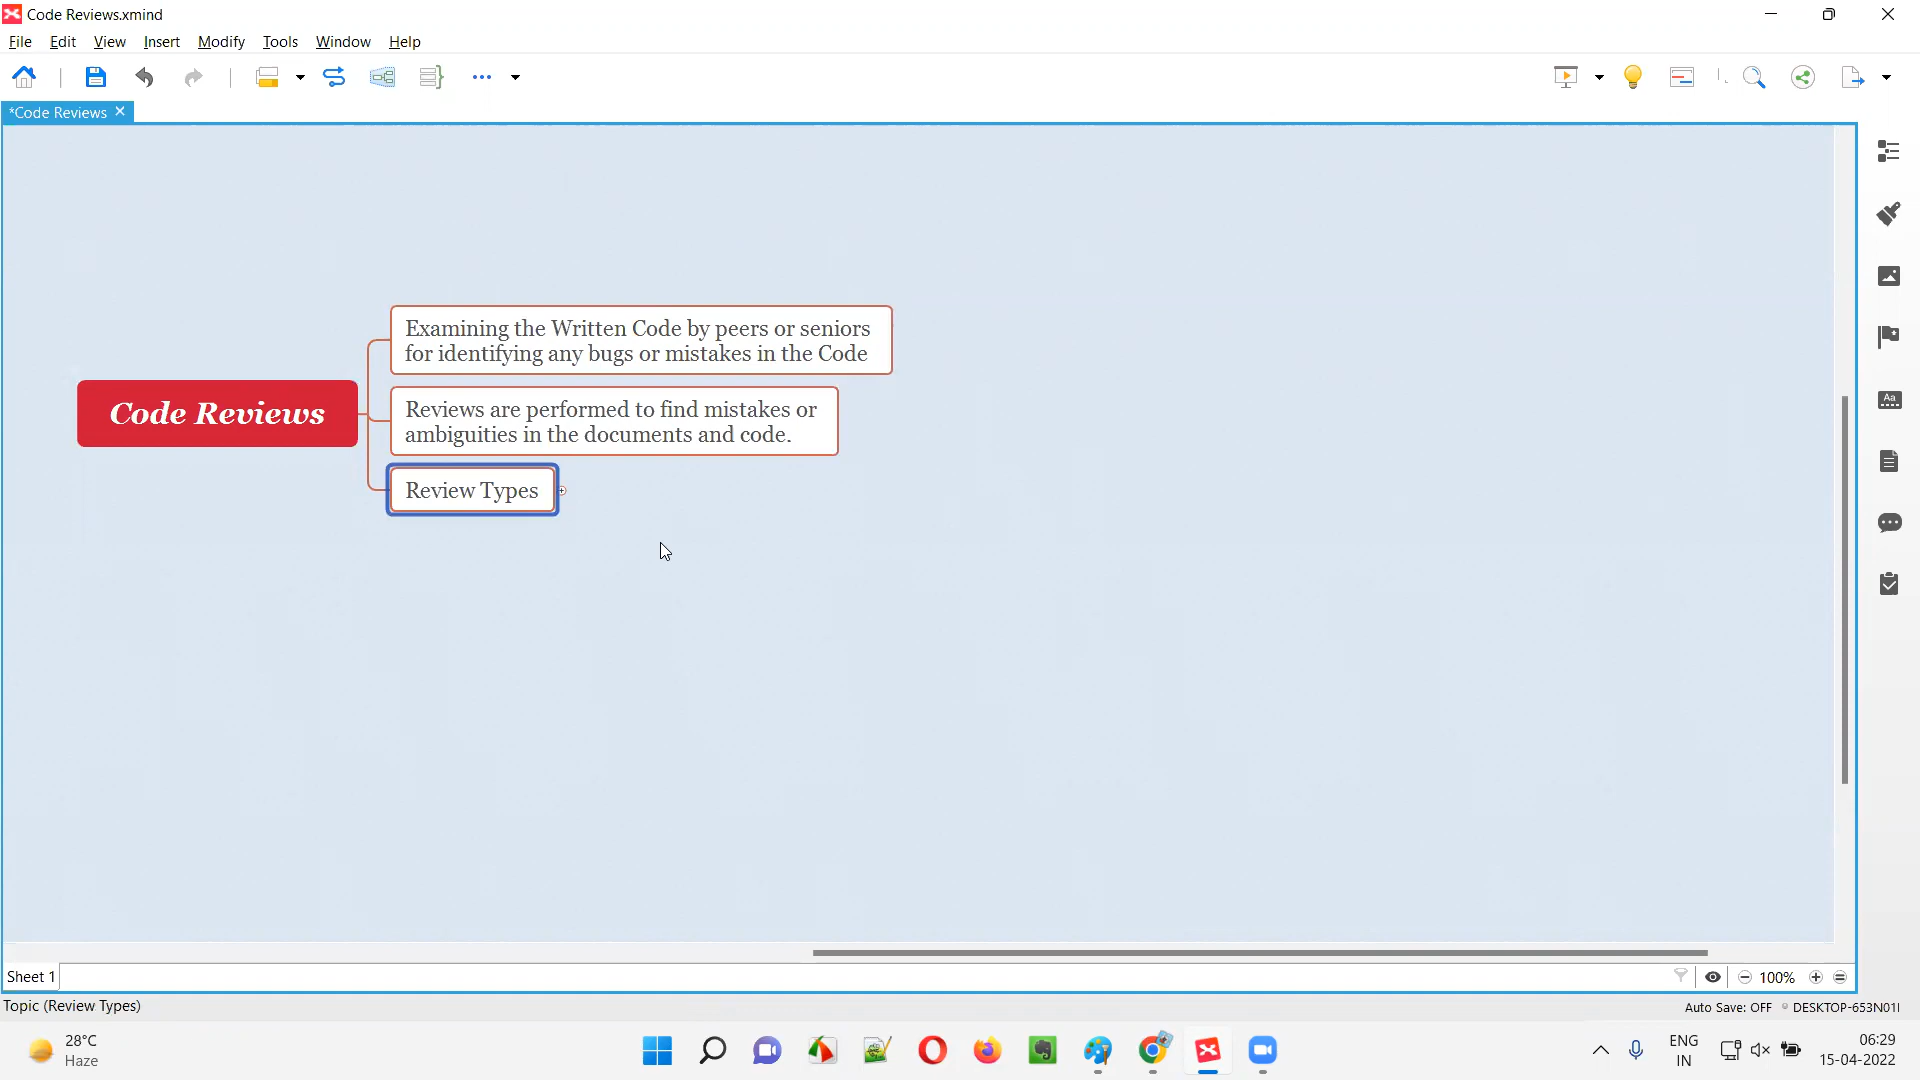 Code Reviews.xmind
File Edit View Insert Modify Tools Window Help
*Code Reviews
Examining the Written Code by peers or seniors
for identifying any bugs or mistakes in the Code
Code Reviews
Reviews are performed to find mistakes or
ambiguities in the documents and code.
Review Types
Aa
Sheet 1
100%
Topic (Review Types)
Auto Save: OFF DESKTOP-653N01I
28°C
Haze
ENG
IN
06:29
15-04-2022